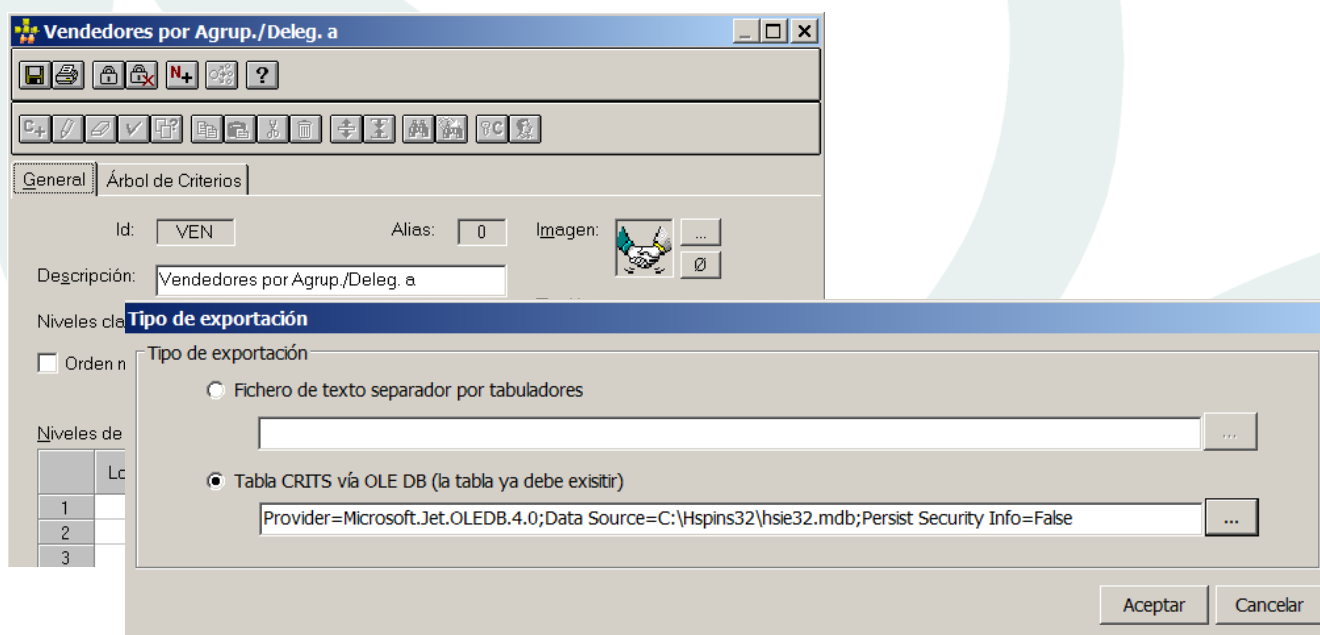 Vendedores por Agrup./Deleg. a
N+ ?
C+ C
General Árbol de Criterios
Id: VEN Alias: 0 Imagen: ...
Ø
Descripción: Vendedores por Agrup./Deleg. a
Niveles cla
Orden n
Niveles de
Lo
1
2
3
Tipo de exportación
Tipo de exportación
Fichero de texto separador por tabuladores
...
Tabla CRITS vía OLE DB (la tabla ya debe exisitir)
Provider=Microsoft.Jet.OLEDB.4.0;Data Source=C:\Hspins32\hsie32.mdb;Persist Security Info=False ...
Aceptar Cancelar